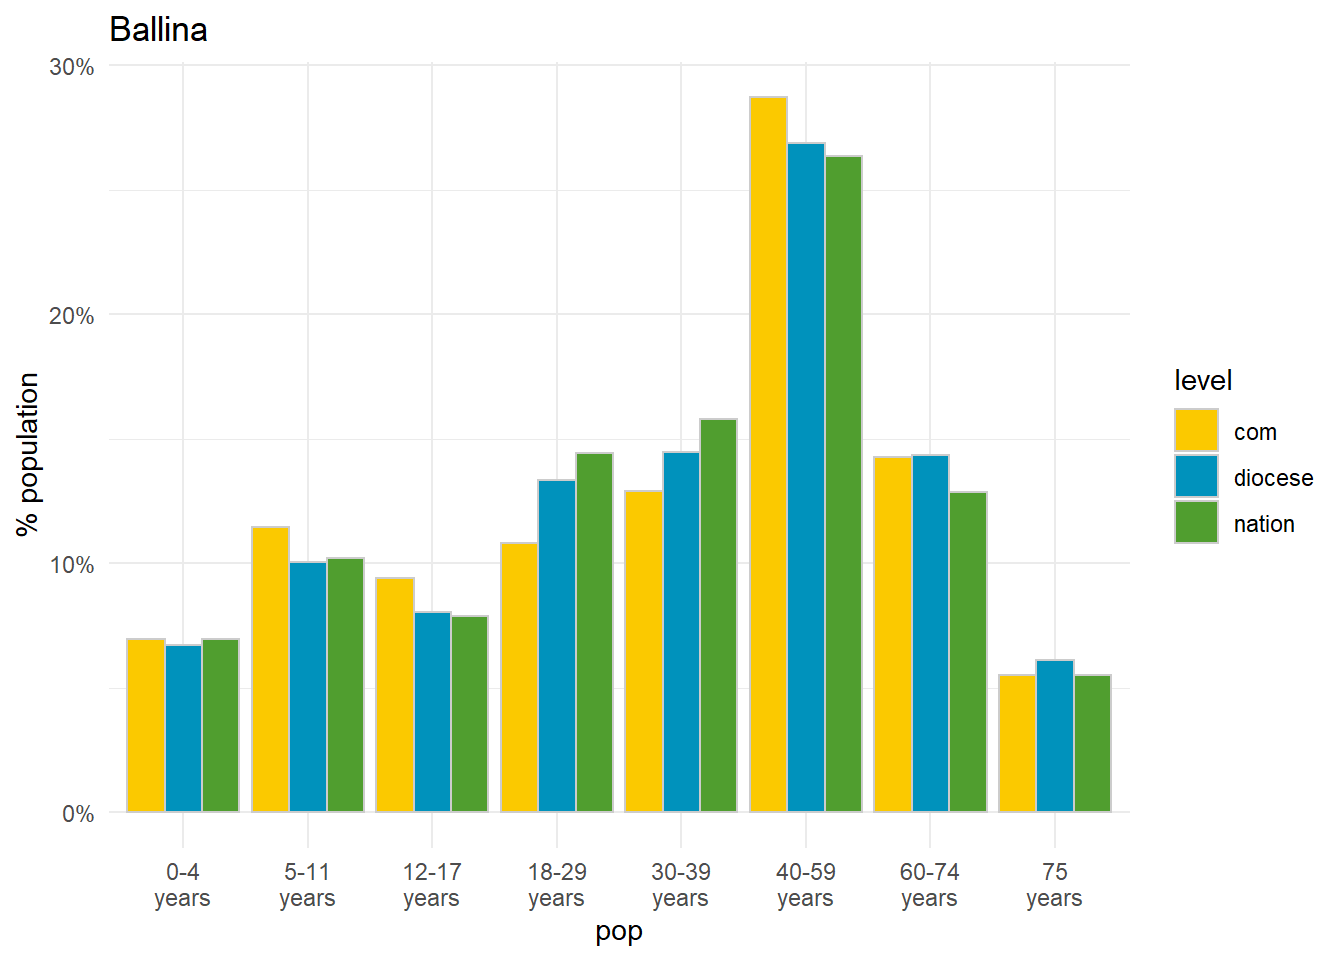 Ballina
30%
20%
10%
0%
% population
0-4
years
5-11
years
12-17
years
18-29
years
30-39
years
40-59
years
60-74
years
75
years
pop
level
com
diocese
nation